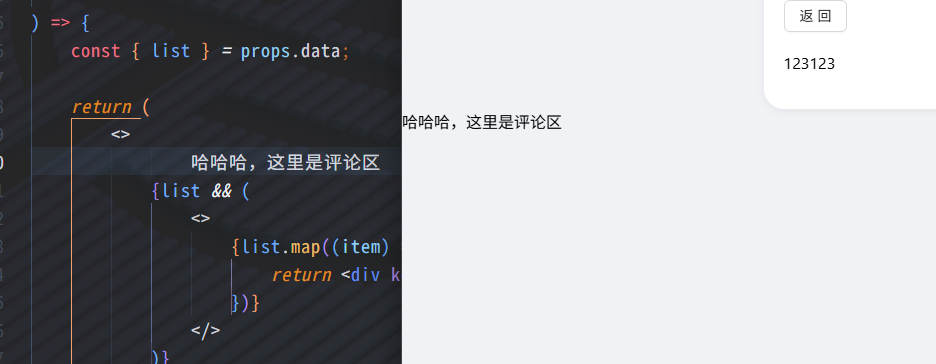 ) => {
const { list } = props.data;
return (
<>
哈哈哈，这里是评论区
{list && (
<>
{list.map((item)
return <div k
})}
</>
)}
返 回
123123
哈哈哈，这里是评论区